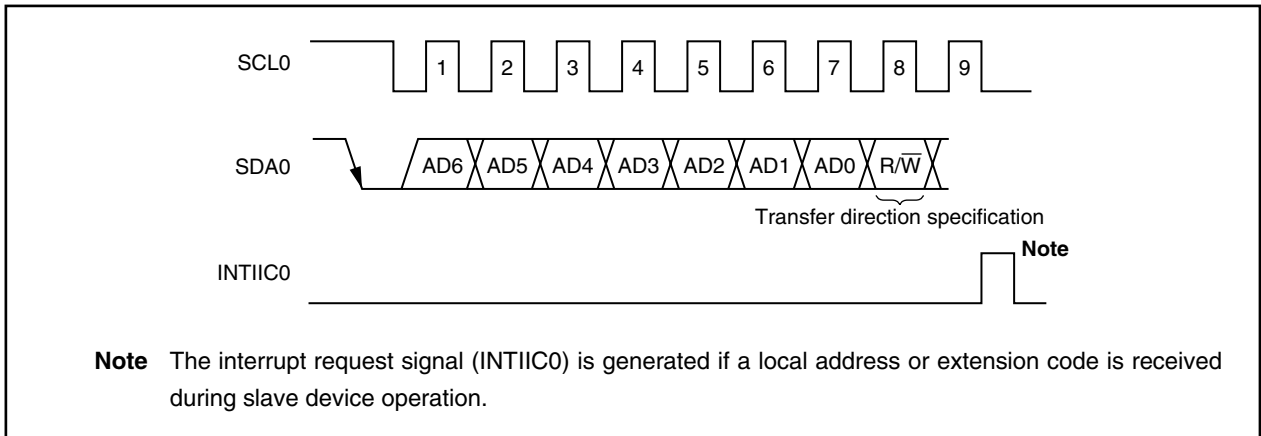 SCL0
1 2 3 4 5 6 7 8 9
SDA0
AD6 AD5 AD4 AD3 AD2 AD1 AD0 R/W̅
Transfer direction specification
Note
INTIIC0
Note The interrupt request signal (INTIIC0) is generated if a local address or extension code is received
during slave device operation.